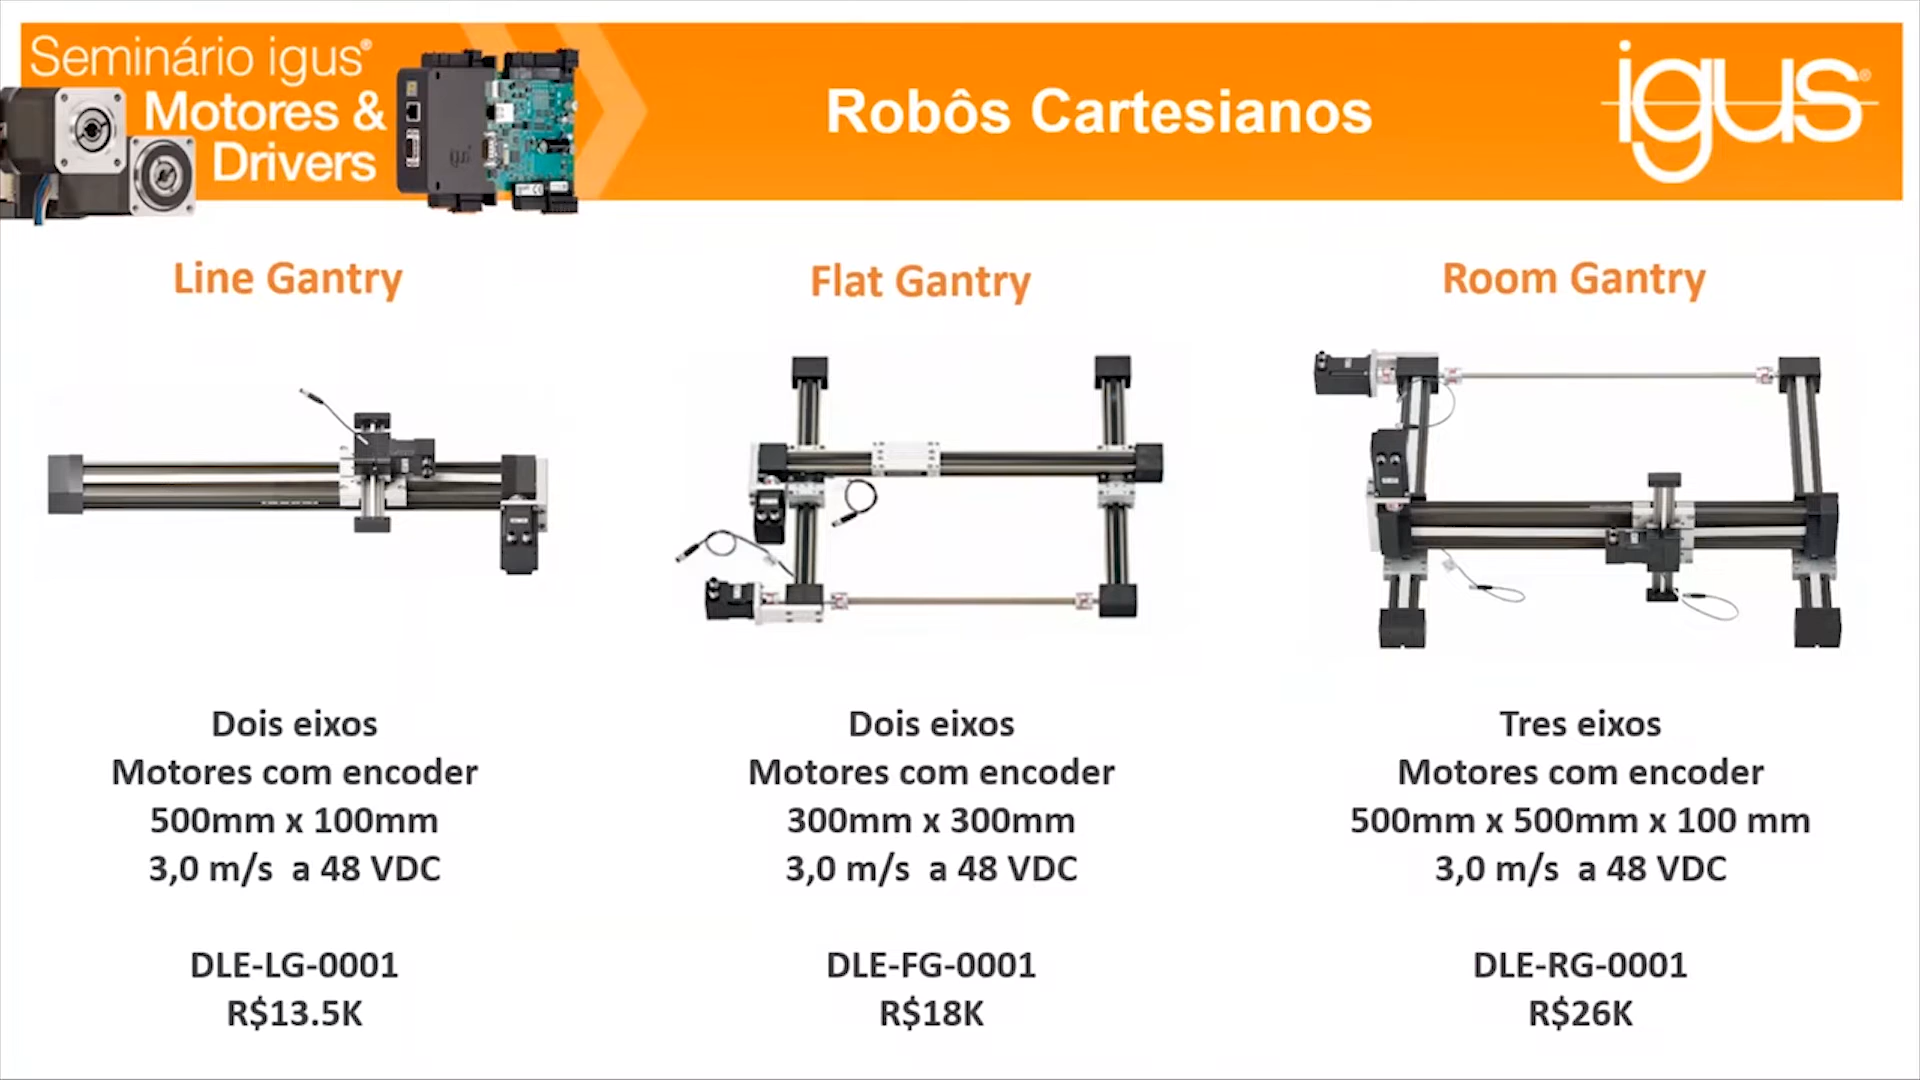 Seminário igus®
Motores &
Drivers
Robôs Cartesianos
igus®
Line Gantry
Flat Gantry
Room Gantry
Dois eixos
Motores com encoder
500mm x 100mm
3,0 m/s a 48 VDC
DLE-LG-0001
R$13.5K
Dois eixos
Motores com encoder
300mm x 300mm
3,0 m/s a 48 VDC
DLE-FG-0001
R$18K
Tres eixos
Motores com encoder
500mm x 500mm x 100 mm
3,0 m/s a 48 VDC
DLE-RG-0001
R$26K